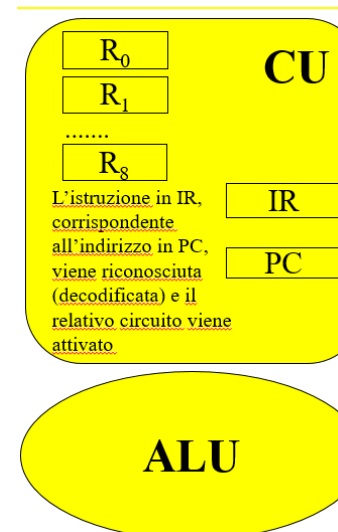 R0
CU
R1
.......
R8
L'istruzione in IR,
corrispondente
all'indirizzo in PC,
viene riconosciuta
(decodificata) e il
relativo circuito viene
attivato
IR
PC
ALU